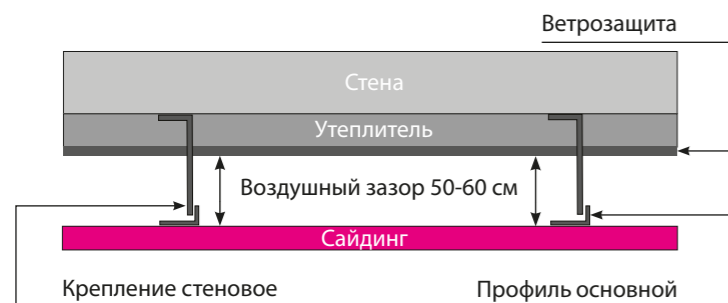 Ветрозащита
Стена
Утеплитель
Воздушный зазор 50-60 см
Сайдинг
Крепление стеновое
Профиль основной